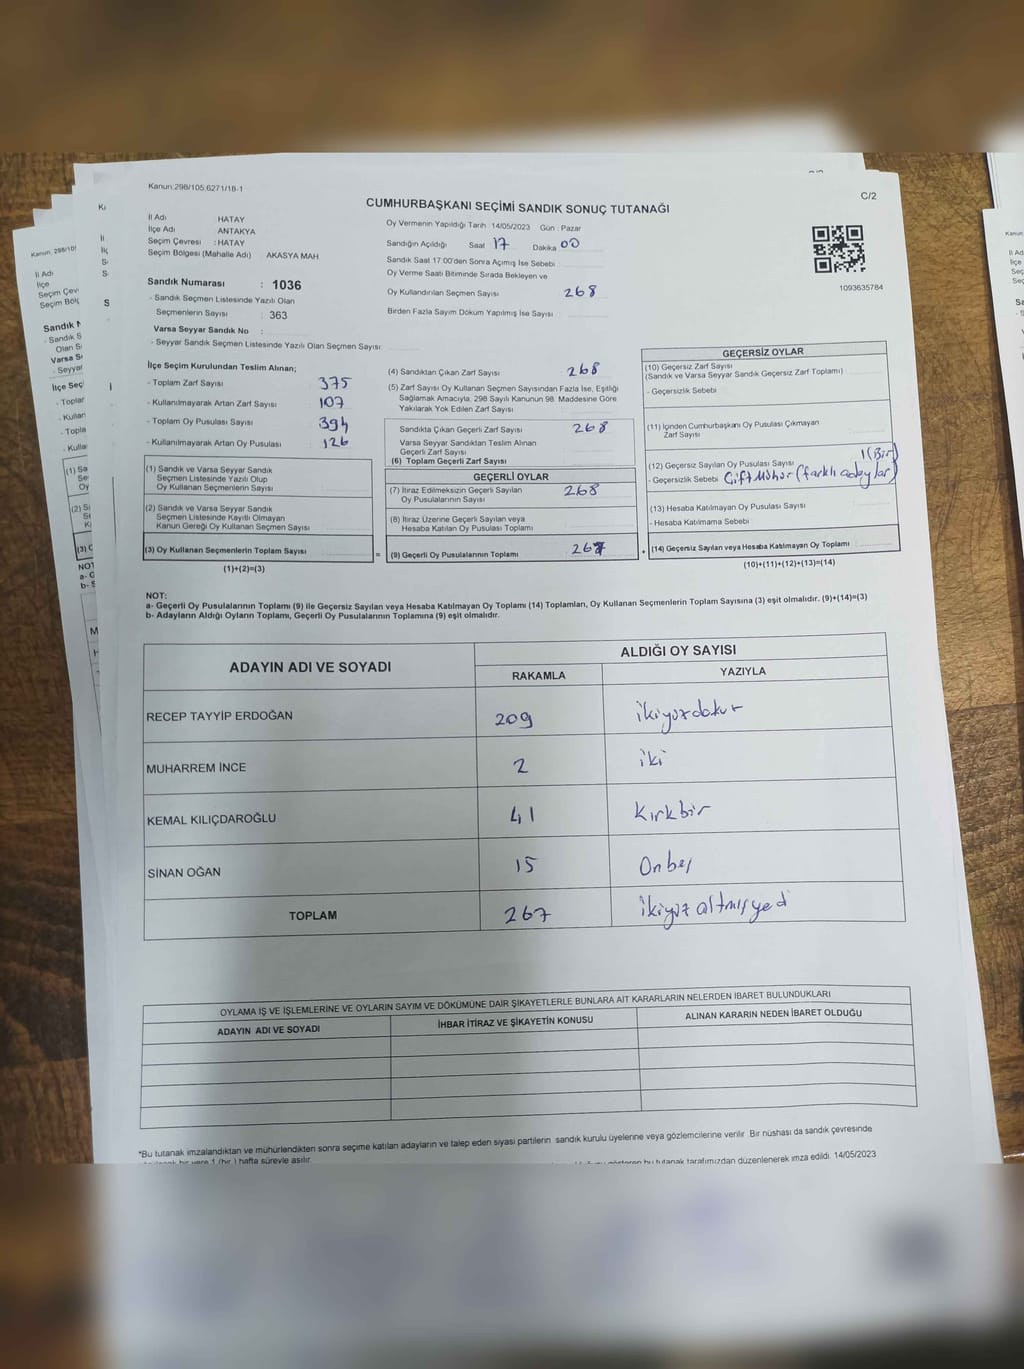 Kanun:298/105,6271/18-1
C/2
CUMHURBAŞKANI SEÇİMİ SANDIK SONUÇ TUTANAĞI
İl Adı HATAY
İlçe Adı ANTAKYA
Seçim Çevresi : HATAY
Seçim Bölgesi (Mahalle Adı) AKASYA MAH
Sandık Numarası : 1036
- Sandık Seçmen Listesinde Yazılı Olan
Seçmenlerin Sayısı : 363
Varsa Seyyar Sandık No :
- Seyyar Sandık Seçmen Listesinde Yazılı Olan Seçmen Sayısı:
Oy Vermenin Yapıldığı Tarih : 14/05/2023 Gün : Pazar
Sandığın Açıldığı Saat 17 Dakika 00
Sandık Saat 17:00'den Sonra Açımış İse Sebebi
Oy Verme Saati Bitiminde Sırada Bekleyen ve
Oy Kullandırılan Seçmen Sayısı 268
Birden Fazla Sayım Döküm Yapılmış İse Sayısı
1093635784
İlçe Seçim Kurulundan Teslim Alınan;
- Toplam Zarf Sayısı 375
- Kullanılmayarak Artan Zarf Sayısı 107
- Toplam Oy Pusulası Sayısı 394
- Kullanılmayarak Artan Oy Pusulası 126
(1) Sandık ve Varsa Seyyar Sandık
Seçmen Listesinde Yazılı Olup
Oy Kullanan Seçmenlerin Sayısı
(2) Sandık ve Varsa Seyyar Sandık
Seçmen Listesinde Kayıtlı Olmayan
Kanun Gereği Oy Kullanan Seçmen Sayısı
(3) Oy Kullanan Seçmenlerin Toplam Sayısı
(1)+(2)=(3)
=
(4) Sandıktan Çıkan Zarf Sayısı 268
(5) Zarf Sayısı Oy Kullanan Seçmen Sayısından Fazla İse, Eşitliği
Sağlamak Amacıyla, 298 Sayılı Kanunun 98. Maddesine Göre
Yakılarak Yok Edilen Zarf Sayısı
Sandıkta Çıkan Geçerli Zarf Sayısı 268
Varsa Seyyar Sandıktan Teslim Alınan
Geçerli Zarf Sayısı
(6) Toplam Geçerli Zarf Sayısı
GEÇERLİ OYLAR
(7) İtiraz Edilmeksizin Geçerli Sayılan 268
Oy Pusulalarının Sayısı
(8) İtiraz Üzerine Geçerli Sayılan veya
Hesaba Katılan Oy Pusulası Toplamı
(9) Geçerli Oy Pusulalarının Toplamı 267
+
GEÇERSİZ OYLAR
(10) Geçersiz Zarf Sayısı
(Sandık ve Varsa Seyyar Sandık Geçersiz Zarf Toplamı)
- Geçersizlik Sebebi
(11) İçinden Cumhurbaşkanı Oy Pusulası Çıkmayan
Zarf Sayısı
(12) Geçersiz Sayılan Oy Pusulası Sayısı 1(Bir)
- Geçersizlik Sebebi Çift Mühür (farklı adaylar)
(13) Hesaba Katılmayan Oy Pusulası Sayısı
- Hesaba Katılmama Sebebi
(14) Geçersiz Sayılan veya Hesaba Katılmayan Oy Toplamı
(10)+(11)+(12)+(13)=(14)
NOT:
a- Geçerli Oy Pusulalarının Toplamı (9) ile Geçersiz Sayılan veya Hesaba Katılmayan Oy Toplamı (14) Toplamları, Oy Kullanan Seçmenlerin Toplam Sayısına (3) eşit olmalıdır. (9)+(14)=(3)
b- Adayların Aldığı Oyların Toplamı, Geçerli Oy Pusulalarının Toplamına (9) eşit olmalıdır.
ADAYIN ADI VE SOYADI ALDIĞI OY SAYISI
RAKAMLA YAZIYLA
RECEP TAYYİP ERDOĞAN 209 ikiyüzdokuz
MUHARREM İNCE 2 iki
KEMAL KILIÇDAROĞLU 41 Kırkbir
SİNAN OĞAN 15 Onbeş
TOPLAM 267 ikiyüz altmışyedi
OYLAMA İŞ VE İŞLEMLERİNE VE OYLARIN SAYIM VE DÖKÜMÜNE DAİR ŞİKAYETLERLE BUNLARA AİT KARARLARIN NELERDEN İBARET BULUNDUKLARI
ADAYIN ADI VE SOYADI İHBAR İTİRAZ VE ŞİKAYETİN KONUSU ALINAN KARARIN NEDEN İBARET OLDUĞU
*Bu tutanak imzalandıktan ve mühürlendikten sonra seçime katılan adayların ve talep eden siyasi partilerin sandık kurulu üyelerine veya gözlemcilerine verilir. Bir nüshası da sandık çevresinde
bir yere 1 (bir) hafta süreyle asılır. gösteren bu tutanak tarafımızdan düzenlenerek imza edildi. 14/05/2023